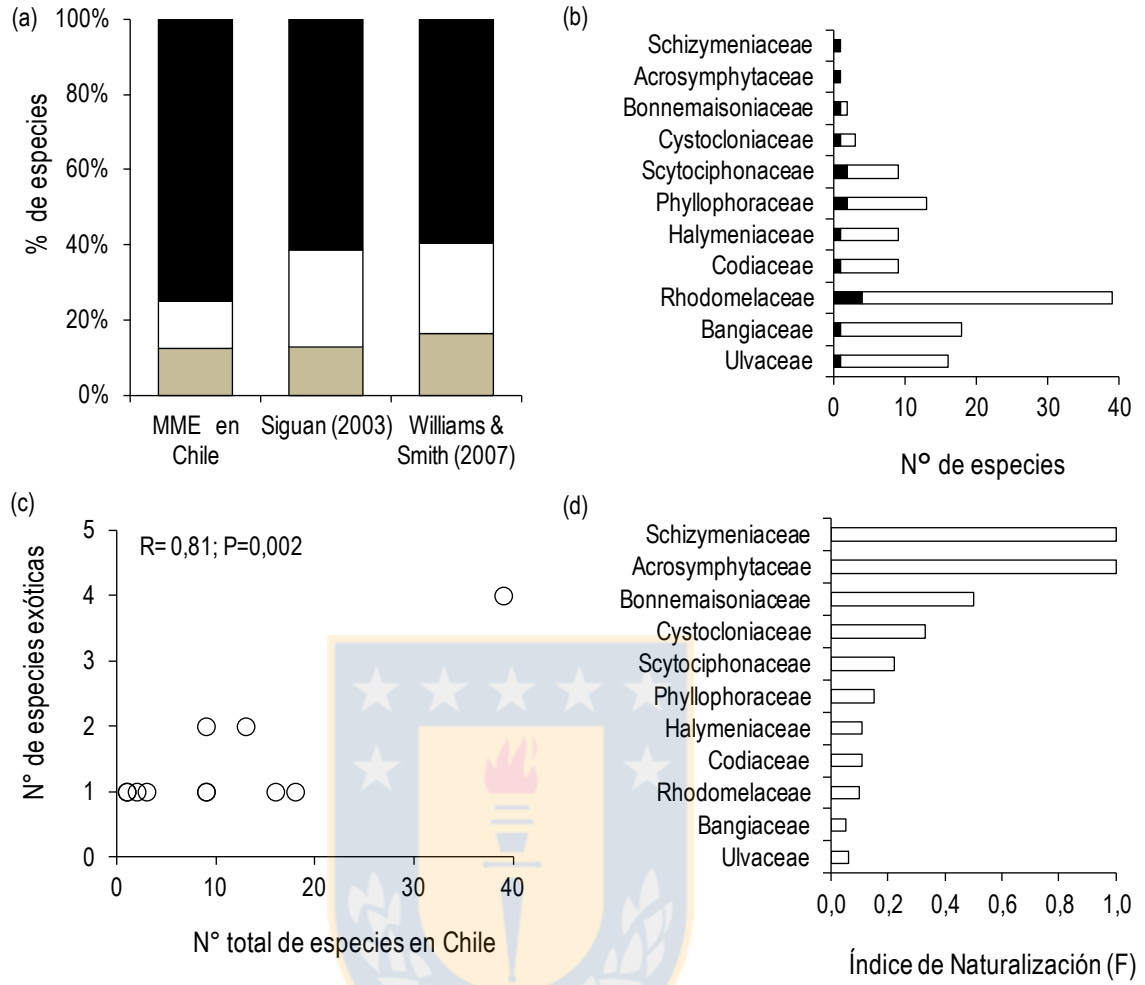 (a)
100%
80%
60%
40%
20%
0%
% de especies
MME en
Chile
Siguan (2003)
Williams &
Smith (2007)
(b)
Schizymeniaceae
Acrosymphytaceae
Bonnemaisoniaceae
Cystocloniaceae
Scytociphonaceae
Phyllophoraceae
Halymeniaceae
Codiaceae
Rhodomelaceae
Bangiaceae
Ulvaceae
0 10 20 30 40
N° de especies
(c)
R= 0,81; P=0,002
5
4
3
2
1
0
N° de especies exóticas
0 10 20 30 40
N° total de especies en Chile
(d)
Schizymeniaceae
Acrosymphytaceae
Bonnemaisoniaceae
Cystocloniaceae
Scytociphonaceae
Phyllophoraceae
Halymeniaceae
Codiaceae
Rhodomelaceae
Bangiaceae
Ulvaceae
0,0 0,2 0,4 0,6 0,8 1,0
Índice de Naturalización (F)